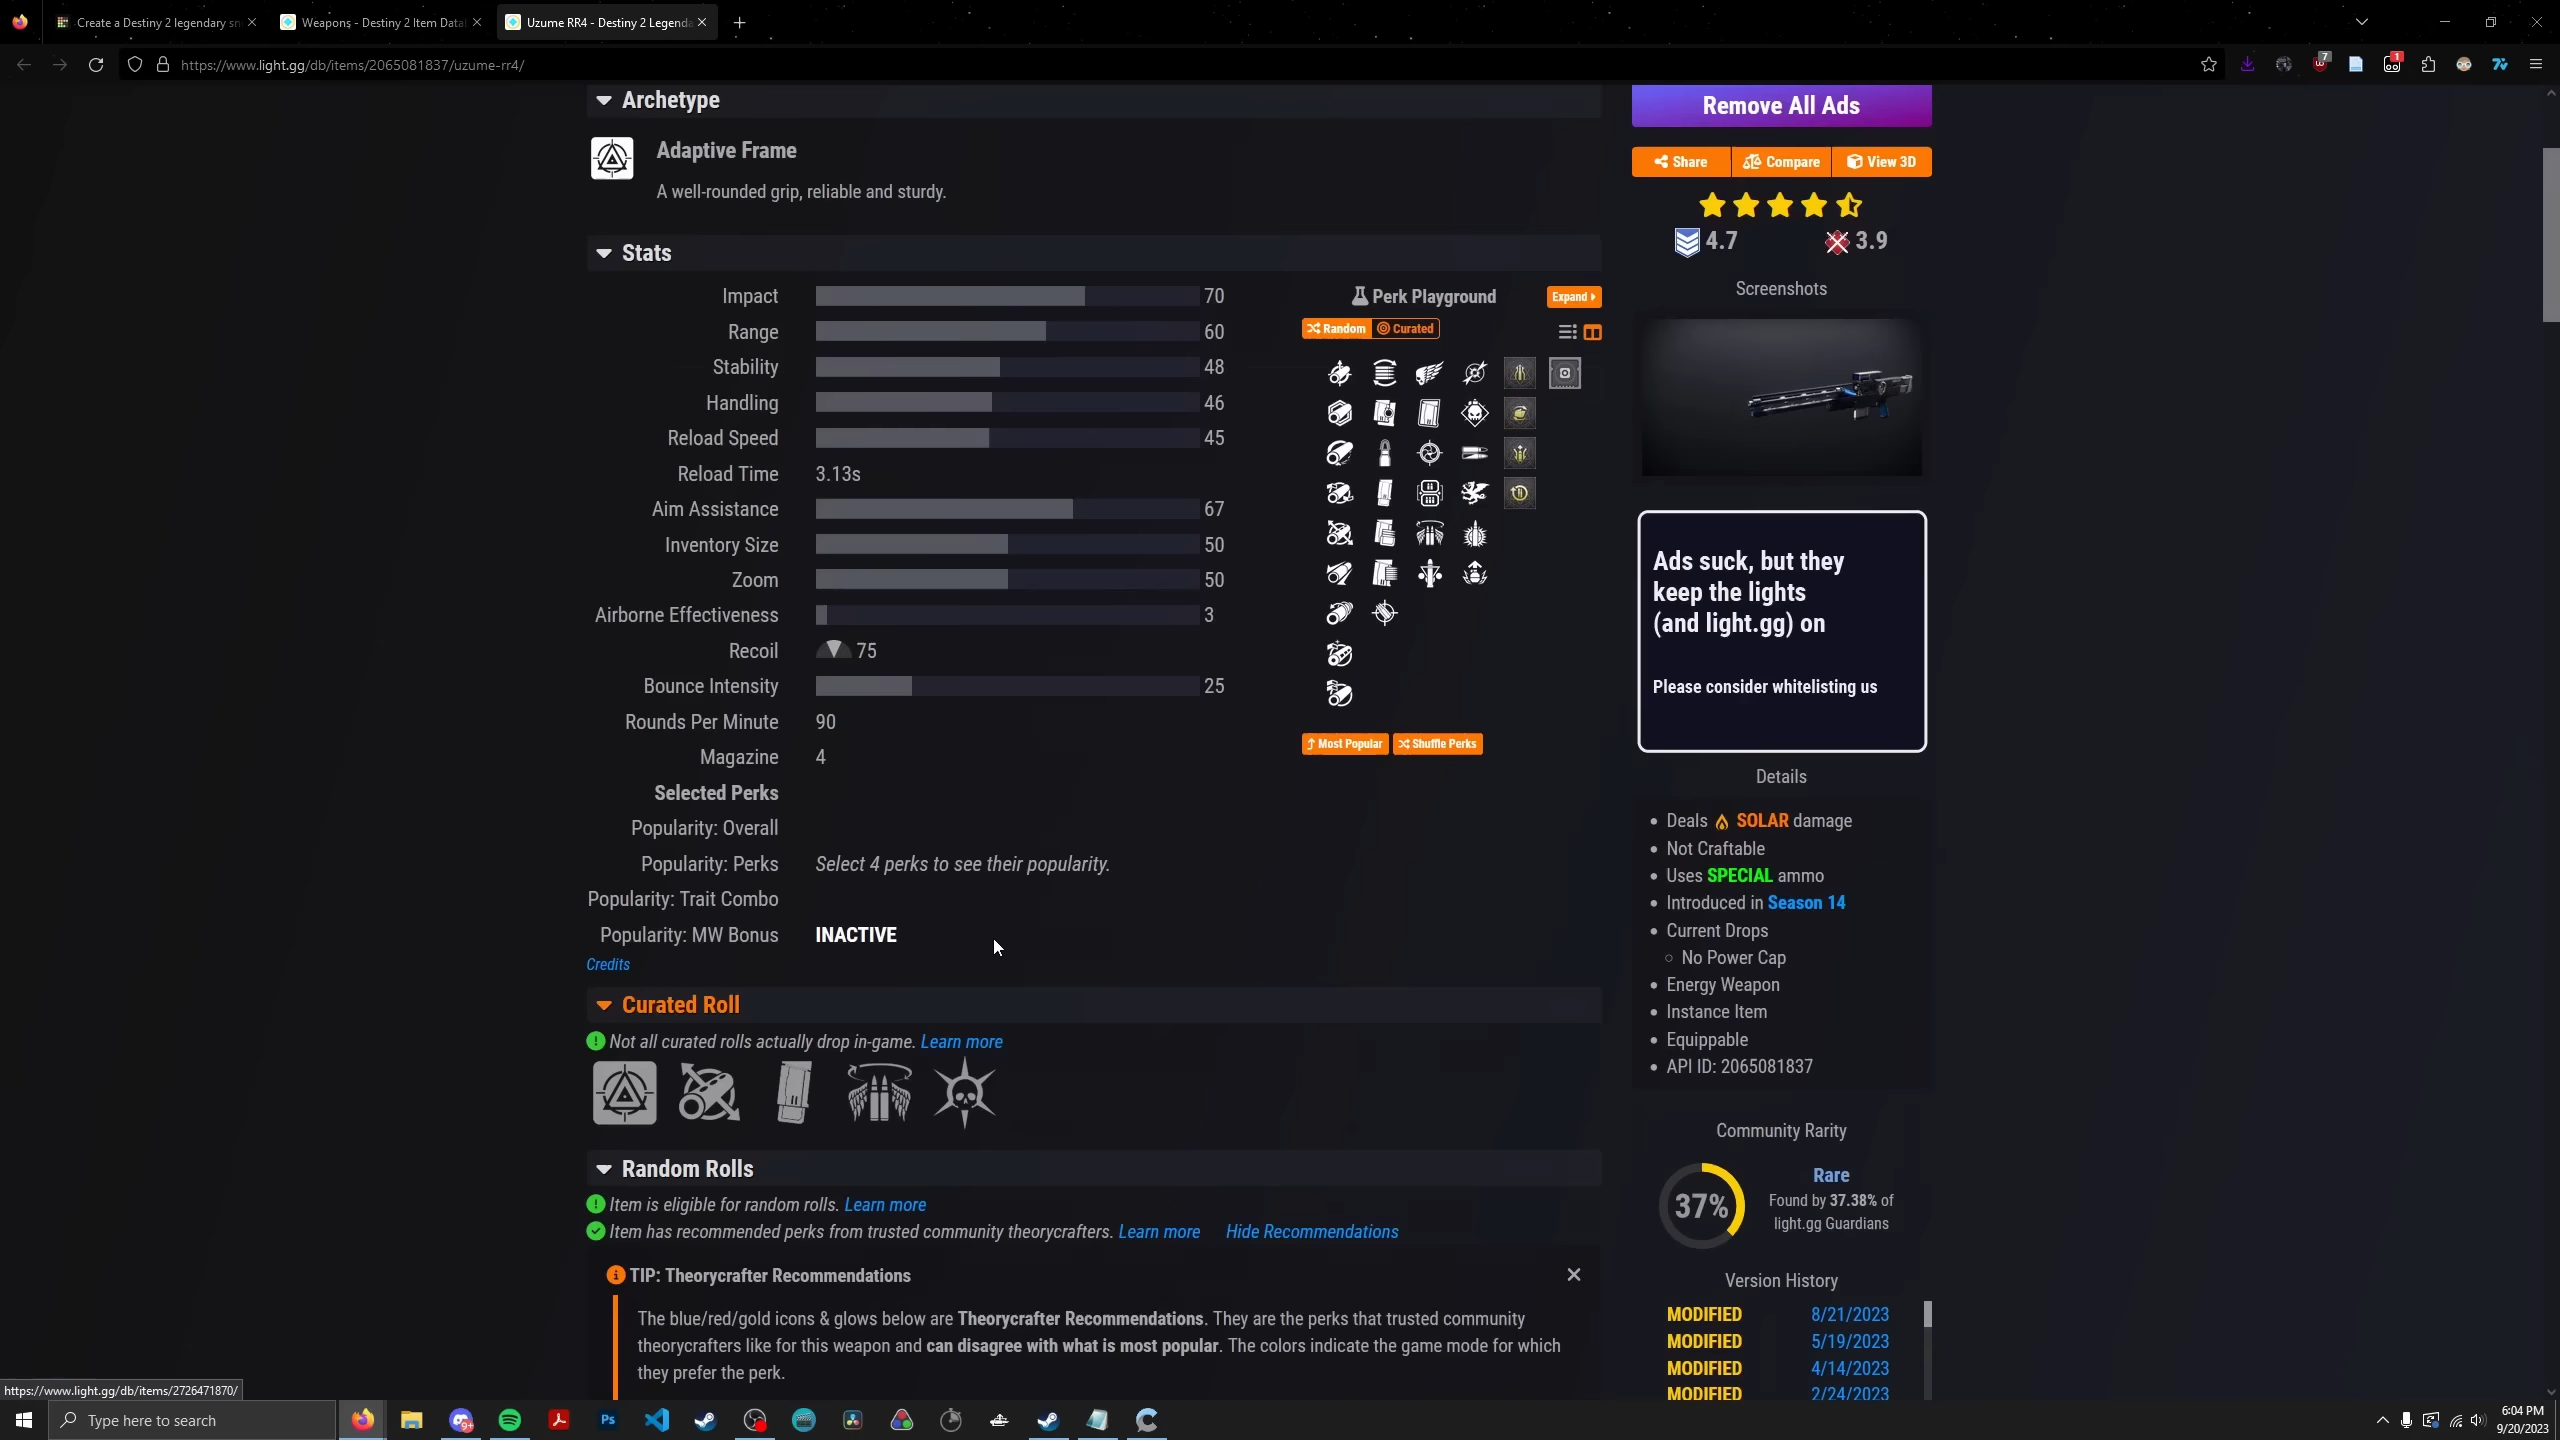 Create a Destiny 2 legendary sn
Weapons - Destiny 2 Item Datal
Uzume RR4 - Destiny 2 Legenda
https://www.light.gg/db/items/2065081837/uzume-rr4/
7
1
Archetype
Adaptive Frame
A well-rounded grip, reliable and sturdy.
Stats
Impact 70
Range 60
Stability 48
Handling 46
Reload Speed 45
Reload Time 3.13s
Aim Assistance 67
Inventory Size 50
Zoom 50
Airborne Effectiveness 3
Recoil 75
Bounce Intensity 25
Rounds Per Minute 90
Magazine 4
Selected Perks
Popularity: Overall
Popularity: Perks Select 4 perks to see their popularity.
Popularity: Trait Combo
Popularity: MW Bonus INACTIVE
Credits
Perk Playground Expand
Random Curated
Most Popular Shuffle Perks
Curated Roll
Not all curated rolls actually drop in-game. Learn more
Random Rolls
Item is eligible for random rolls. Learn more
Item has recommended perks from trusted community theorycrafters. Learn more Hide Recommendations
TIP: Theorycrafter Recommendations
The blue/red/gold icons & glows below are Theorycrafter Recommendations. They are the perks that trusted community
theorycrafters like for this weapon and can disagree with what is most popular. The colors indicate the game mode for which
they prefer the perk.
Remove All Ads
Share Compare View 3D
4.7 3.9
Screenshots
Ads suck, but they
keep the lights
(and light.gg) on
Please consider whitelisting us
Details
Deals SOLAR damage
Not Craftable
Uses SPECIAL ammo
Introduced in Season 14
Current Drops
No Power Cap
Energy Weapon
Instance Item
Equippable
API ID: 2065081837
Community Rarity
37%
Rare
Found by 37.38% of
light.gg Guardians
Version History
MODIFIED 8/21/2023
MODIFIED 5/19/2023
MODIFIED 4/14/2023
MODIFIED 2/24/2023
https://www.light.gg/db/items/2726471870/
Type here to search
Ps
6:04 PM
9/20/2023